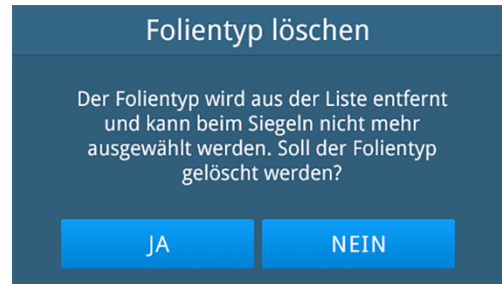 Folientyp löschen
Der Folientyp wird aus der Liste entfernt
und kann beim Siegeln nicht mehr
ausgewählt werden. Soll der Folientyp
gelöscht werden?
JA
NEIN